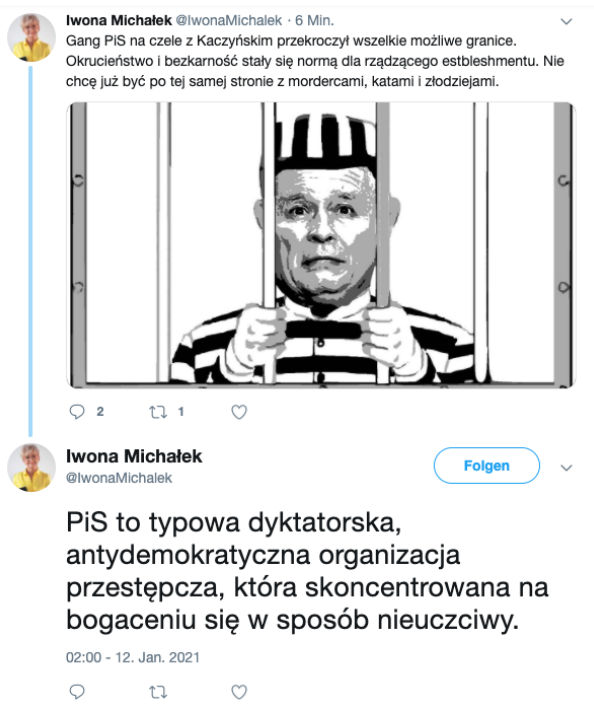 Iwona Michałek @IwonaMichalek · 6 Min.
Gang PiS na czele z Kaczyńskim przekroczył wszelkie możliwe granice.
Okrucieństwo i bezkarność stały się normą dla rządzącego estbleshmentu. Nie
chcę już być po tej samej stronie z mordercami, katami i złodziejami.
2 1
Iwona Michałek
@IwonaMichalek
Folgen
PiS to typowa dyktatorska,
antydemokratyczna organizacja
przestępcza, która skoncentrowana na
bogaceniu się w sposób nieuczciwy.
02:00 - 12. Jan. 2021